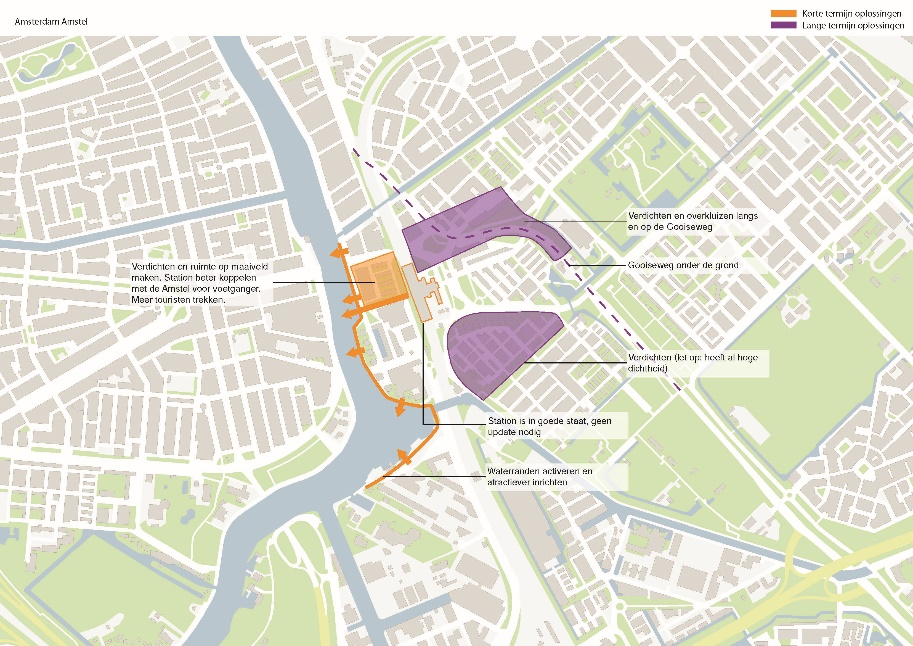 Amsterdam Amstel
Korte termijn oplossingen
Lange termijn oplossingen
Verdichten en overkluizen langs
en op de Gooiseweg
Gooiseweg onder de grond
Verdichten en ruimte op maaiveld
maken. Station beter koppelen
met de Amstel voor voetganger.
Meer touristen trekken.
Verdichten (let op: heeft al hoge
dichtheid)
Station is in goede staat, geen
update nodig
Waterranden activeren en
atractiever inrichten